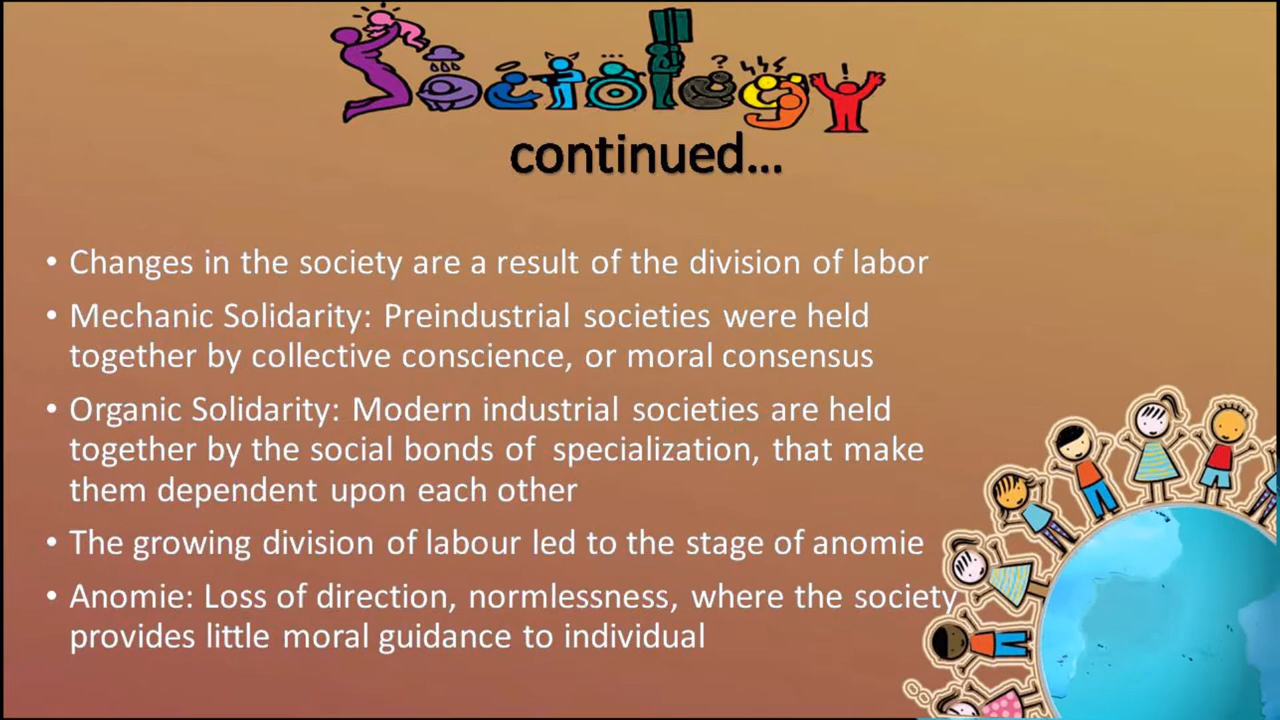 Sociology
continued...
• Changes in the society are a result of the division of labor
• Mechanic Solidarity: Preindustrial societies were held
together by collective conscience, or moral consensus
• Organic Solidarity: Modern industrial societies are held
together by the social bonds of specialization, that make
them dependent upon each other
• The growing division of labour led to the stage of anomie
• Anomie: Loss of direction, normlessness, where the society
provides little moral guidance to individual